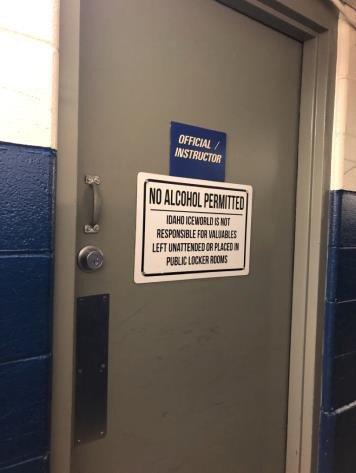 OFFICIAL /
INSTRUCTOR
NO ALCOHOL PERMITTED
IDAHO ICEWORLD IS NOT
RESPONSIBLE FOR VALUABLES
LEFT UNATTENDED OR PLACED IN
PUBLIC LOCKER ROOMS